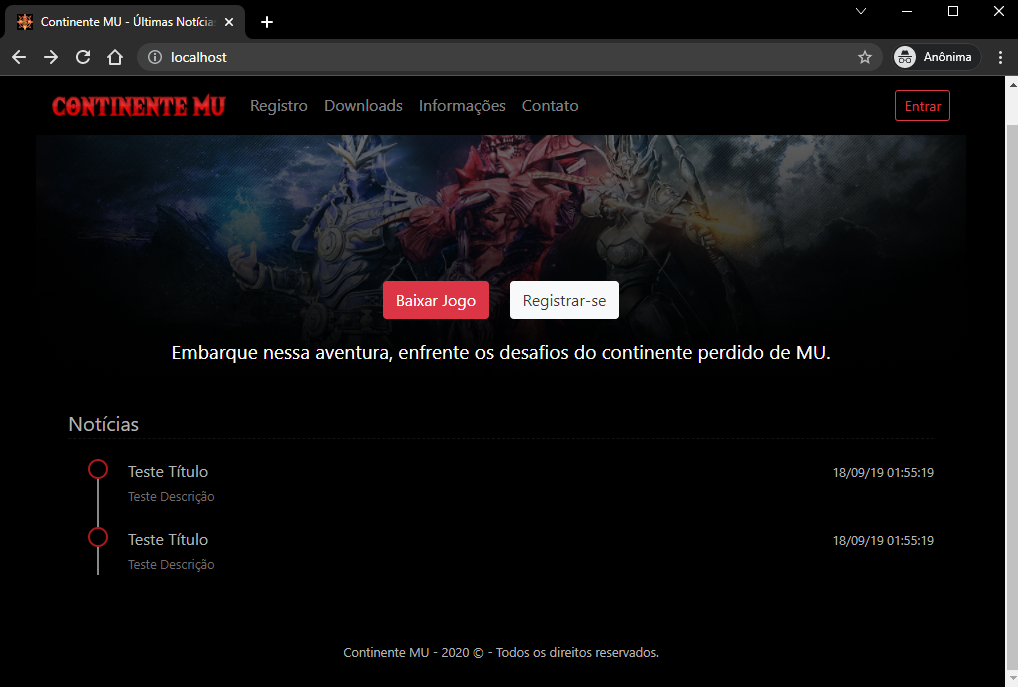 Continente MU - Últimas Notícia
localhost
Anônima
CONTINENTE MU Registro Downloads Informações Contato Entrar
Baixar Jogo Registrar-se
Embarque nessa aventura, enfrente os desafios do continente perdido de MU.
Notícias
Teste Título 18/09/19 01:55:19
Teste Descrição
Teste Título 18/09/19 01:55:19
Teste Descrição
Continente MU - 2020 © - Todos os direitos reservados.